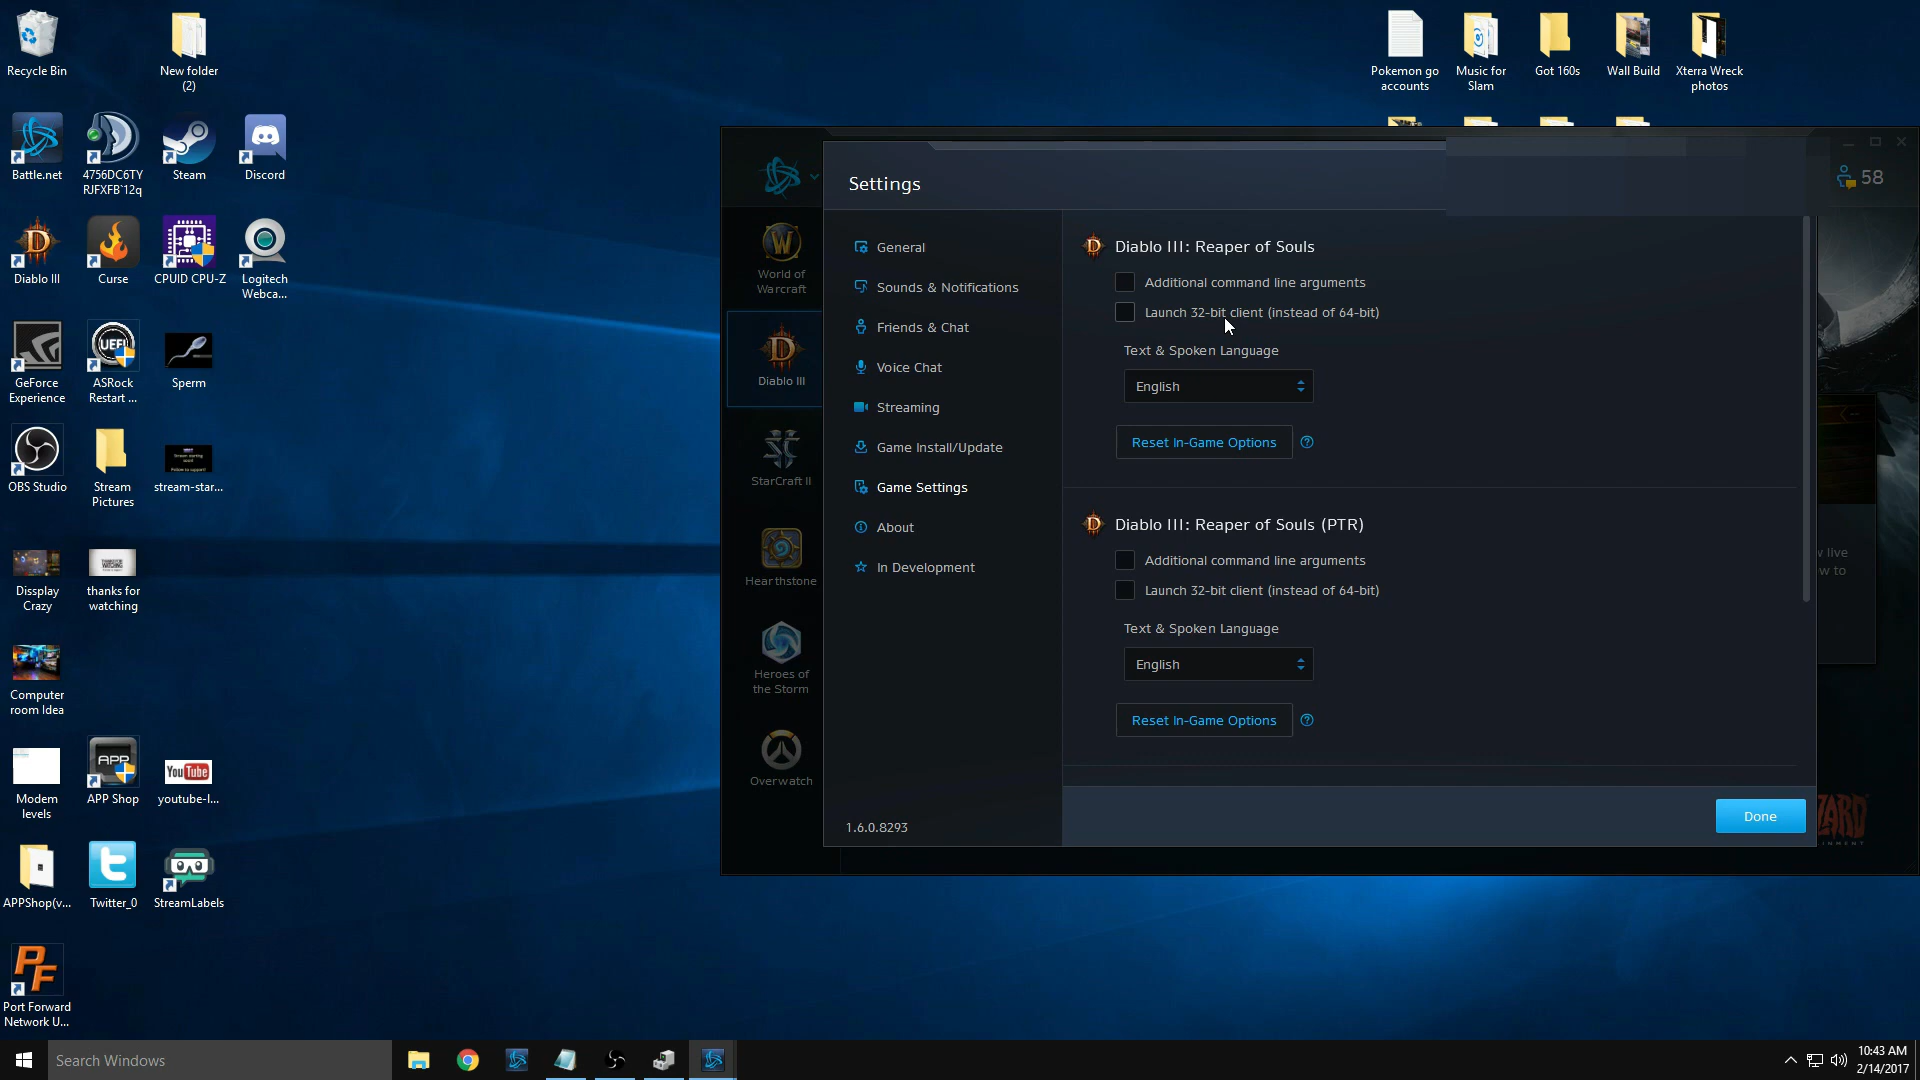 Recycle Bin
New folder
(2)
Pokemon go
accounts
Music for
Slam
Got 160s
Wall Build
Xterra Wreck
photos
Battle.net
4756DC6TY
RJFXFB`12q
Steam
Discord
Diablo III
Curse
CPUID CPU-Z
Logitech
Webca...
GeForce
Experience
UEFI
ASRock
Restart ...
Sperm
OBS Studio
Stream
Pictures
stream-star...
Dissplay
Crazy
thanks for
watching
Computer
room Idea
Modem
levels
APP
APP Shop
You Tube
youtube-l...
APPShop(v...
Twitter_0
StreamLabels
PF
Port Forward
Network U...
58
World of
Warcraft
Diablo III
StarCraft II
Hearthstone
Heroes of
the Storm
Overwatch
Settings
General
Sounds & Notifications
Friends & Chat
Voice Chat
Streaming
Game Install/Update
Game Settings
About
In Development
1.6.0.8293
Diablo III: Reaper of Souls
Additional command line arguments
Launch 32-bit client (instead of 64-bit)
Text & Spoken Language
English
Reset In-Game Options
Diablo III: Reaper of Souls (PTR)
Additional command line arguments
Launch 32-bit client (instead of 64-bit)
Text & Spoken Language
English
Reset In-Game Options
Done
live
to
ZARD
Search Windows
10:43 AM
2/14/2017